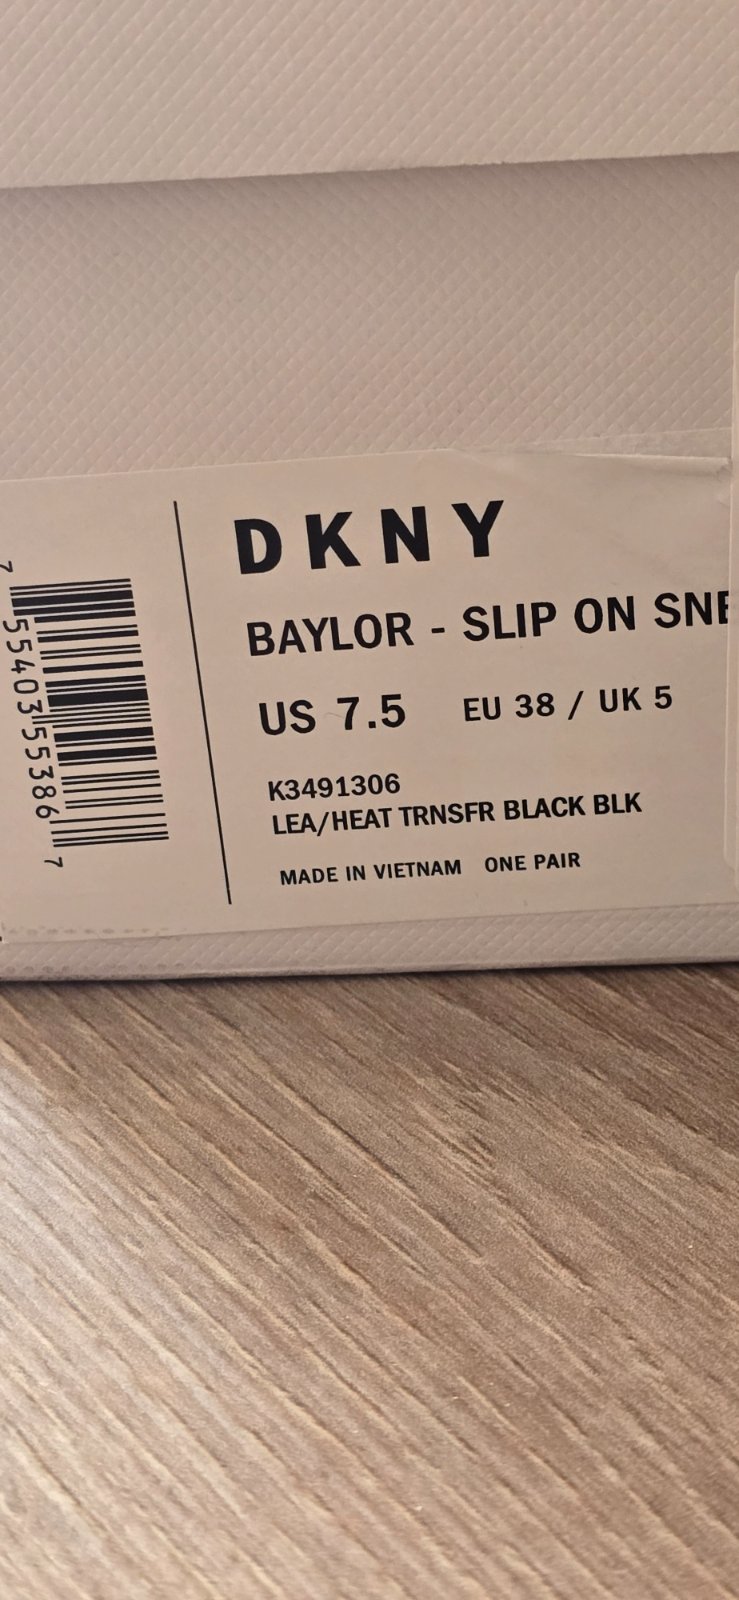 DKNY
BAYLOR - SLIP ON SNE
US 7.5 EU 38 / UK 5
K3491306
LEA/HEAT TRNSFR BLACK BLK
MADE IN VIETNAM ONE PAIR
7 55403 55386 7